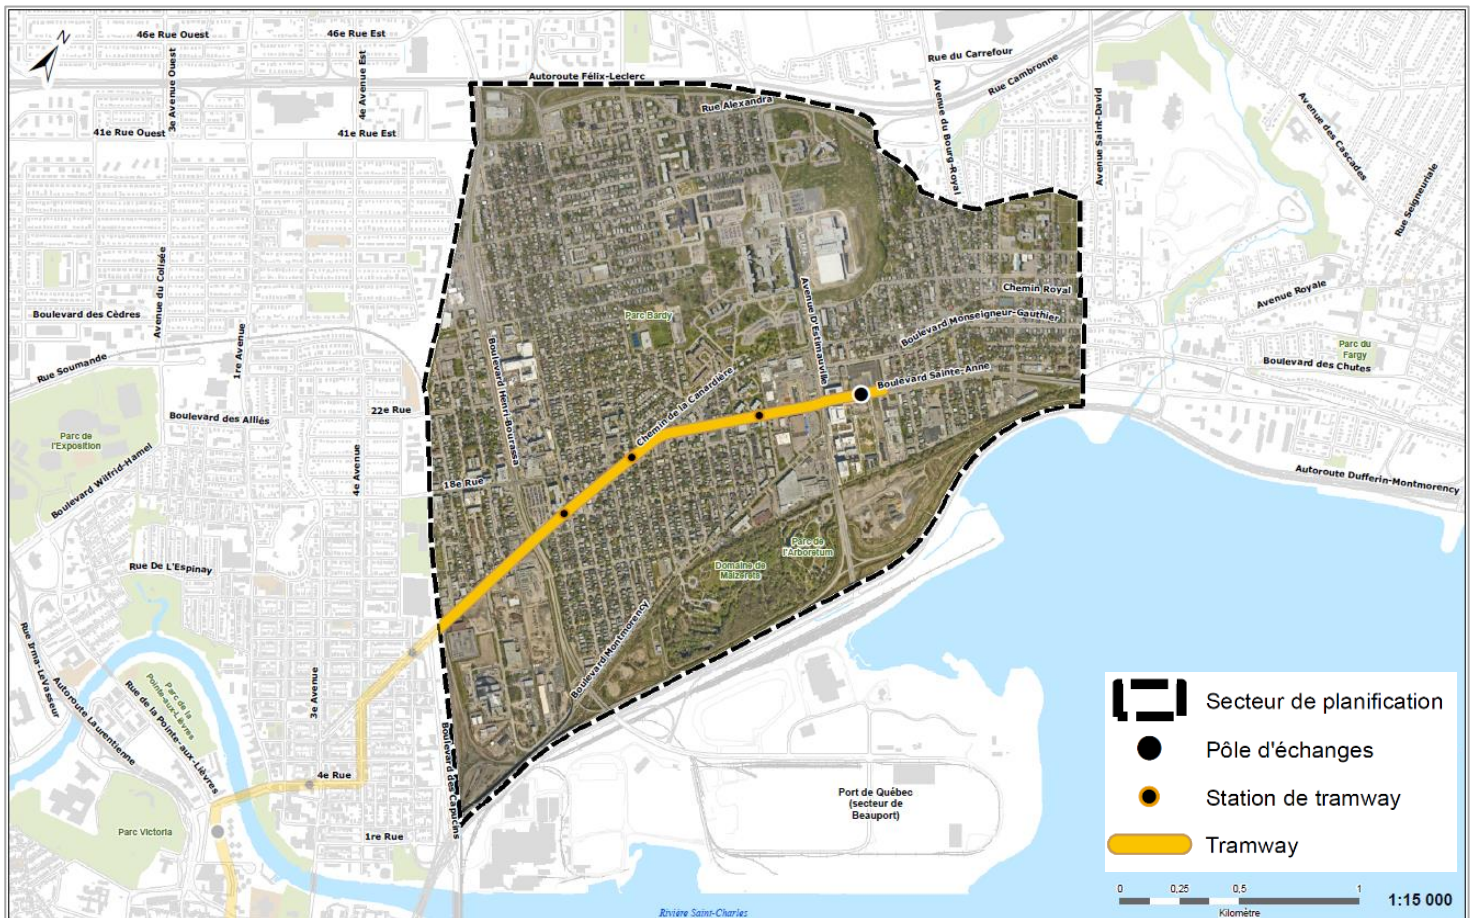 N
46e Rue Ouest
46e Rue Est
3e Avenue Ouest
4e Avenue Est
41e Rue Ouest
41e Rue Est
Autoroute Félix-Leclerc
Rue Alexandra
Rue du Carrefour
Rue Cambronne
Avenue du Bourg-Royal
Avenue Saint-David
Avenue des Cascades
Rue Seigneuriale
Avenue du Colisée
Boulevard des Cèdres
1re Avenue
Rue Soumande
Parc Bardy
Avenue D'Estimauville
Chemin Royal
Boulevard Monseigneur-Gauthier
Avenue Royale
Parc du
Fargy
Boulevard des Chutes
Boulevard Sainte-Anne
Boulevard Henri-Bourassa
Chemin de la Canardière
22e Rue
Boulevard des Alliés
Parc de
l'Exposition
Boulevard Wilfrid-Hamel
4e Avenue
18e Rue
Autoroute Dufferin-Montmorency
Parc de
l'Arboretum
Domaine de
Maizerets
Rue De L'Espinay
Boulevard Montmorency
Rue Irma-LeVasseur
Autoroute Laurentienne
Rue de la Pointe-aux-Lièvres
Parc de la
Pointe-aux-Lièvres
3e Avenue
4e Rue
Boulevard des Capucins
Parc Victoria
1re Rue
Port de Québec
(secteur de
Beauport)
Rivière Saint-Charles
Secteur de planification
Pôle d'échanges
Station de tramway
Tramway
0 0,25 0,5 1
Kilomètre
1:15 000